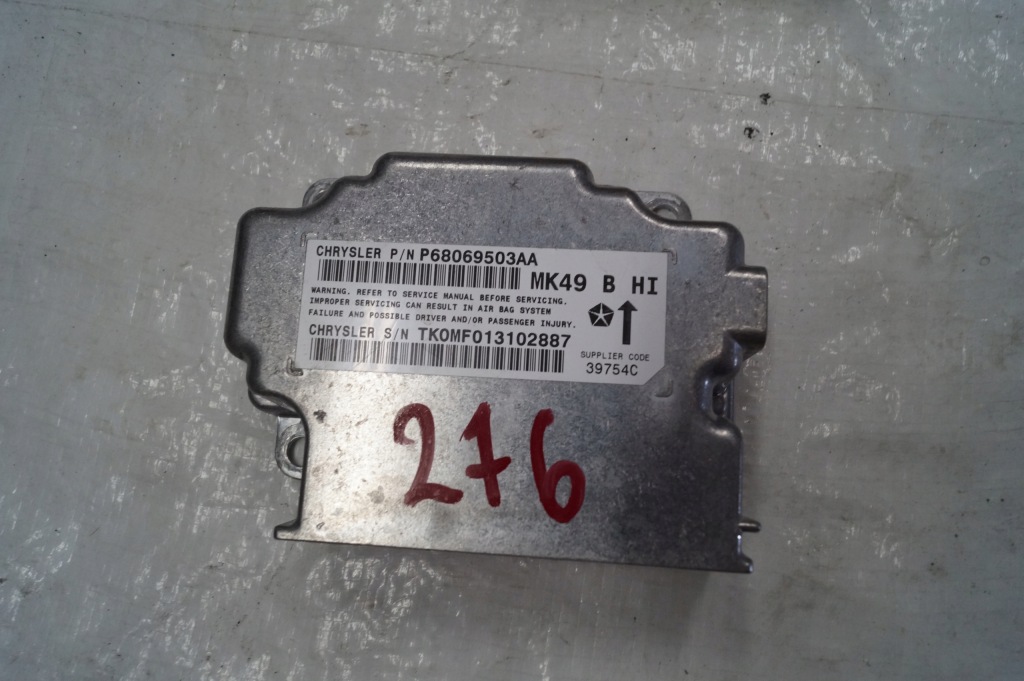 CHRYSLER P/N P68069503AA
MK49 B HI
WARNING. REFER TO SERVICE MANUAL BEFORE SERVICING.
IMPROPER SERVICING CAN RESULT IN AIR BAG SYSTEM
FAILURE AND POSSIBLE DRIVER AND/OR PASSENGER INJURY.
CHRYSLER S/N TK0MF013102887
SUPPLIER CODE
39754C
276